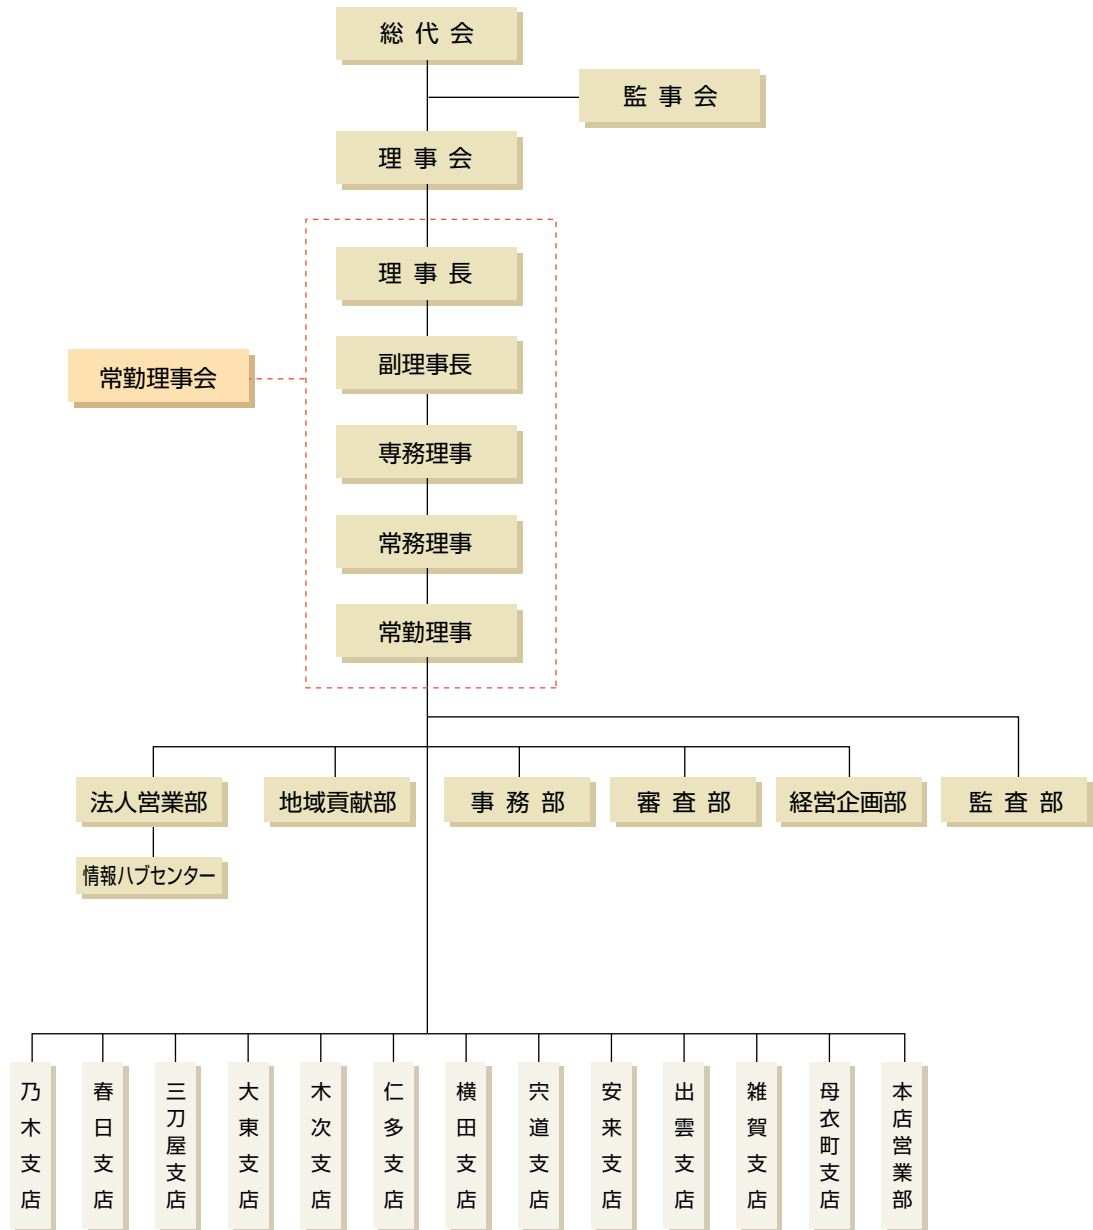 総代会
監事会
理事会
理事長
副理事長
常勤理事会
専務理事
常務理事
常勤理事
法人営業部
地域貢献部
事務部
審査部
経営企画部
監査部
情報ハブセンター
乃木支店
春日支店
三刀屋支店
大東支店
木次支店
仁多支店
横田支店
宍道支店
安来支店
出雲支店
雑賀支店
母衣町支店
本店営業部